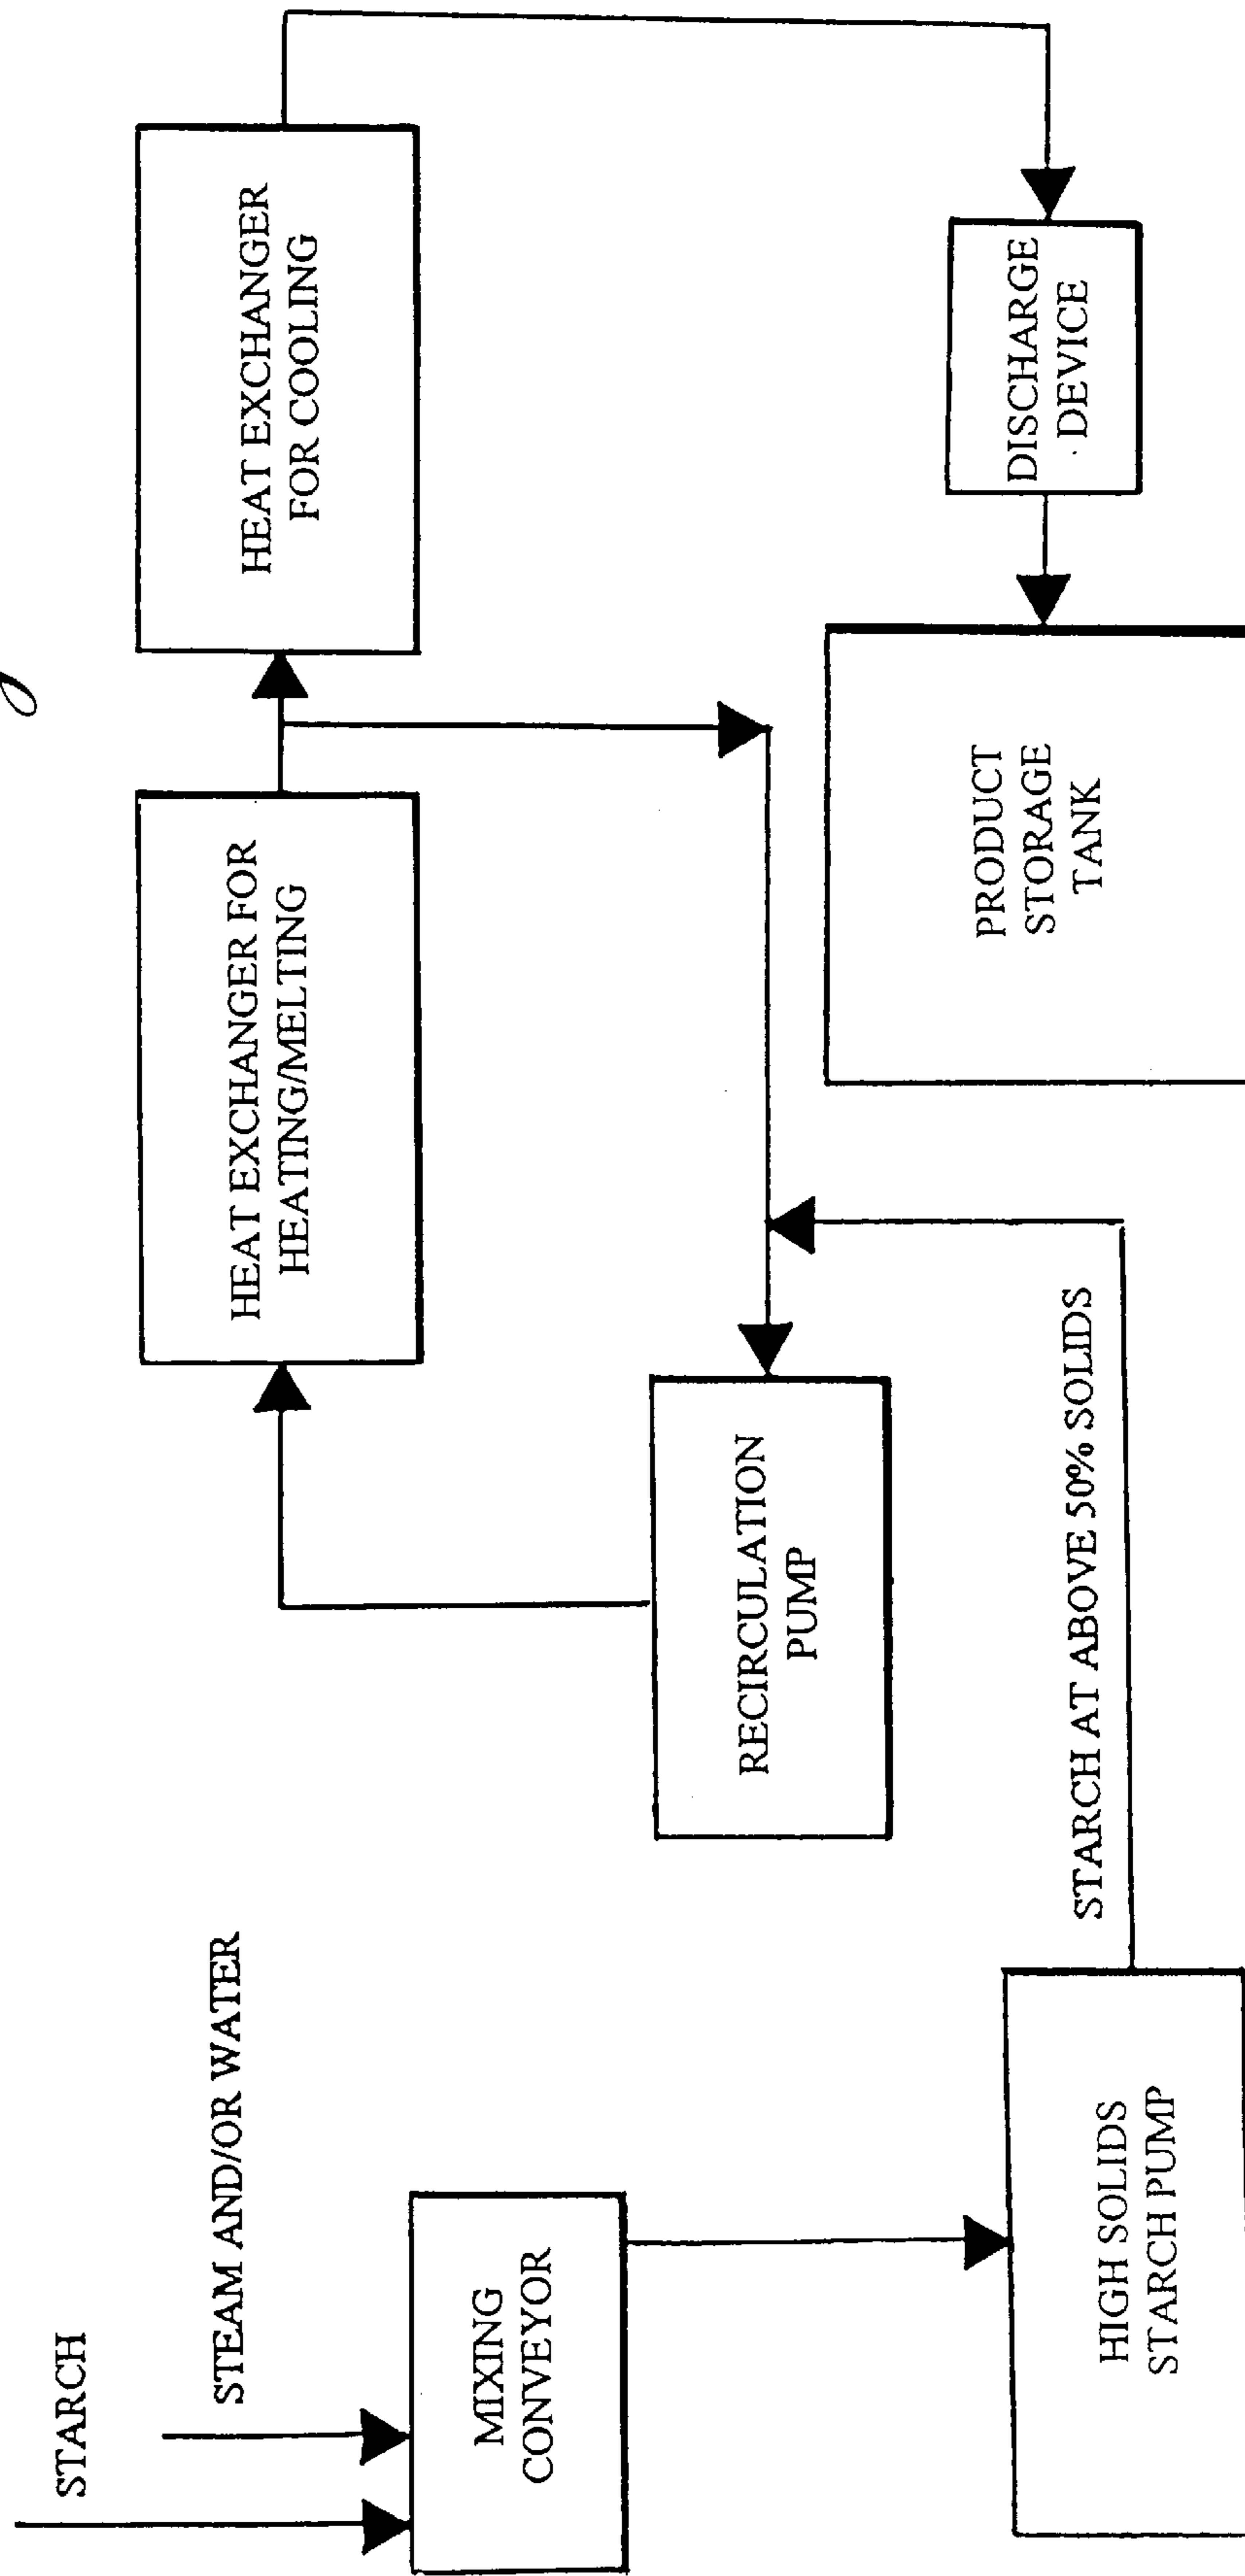 STARCH
STEAM AND/OR WATER
MIXING
CONVEYOR
HIGH SOLIDS
STARCH PUMP
STARCH AT ABOVE 50% SOLIDS
RECIRCULATION
PUMP
HEAT EXCHANGER FOR
HEATING/MELTING
HEAT EXCHANGER
FOR COOLING
DISCHARGE
DEVICE
PRODUCT
STORAGE
TANK